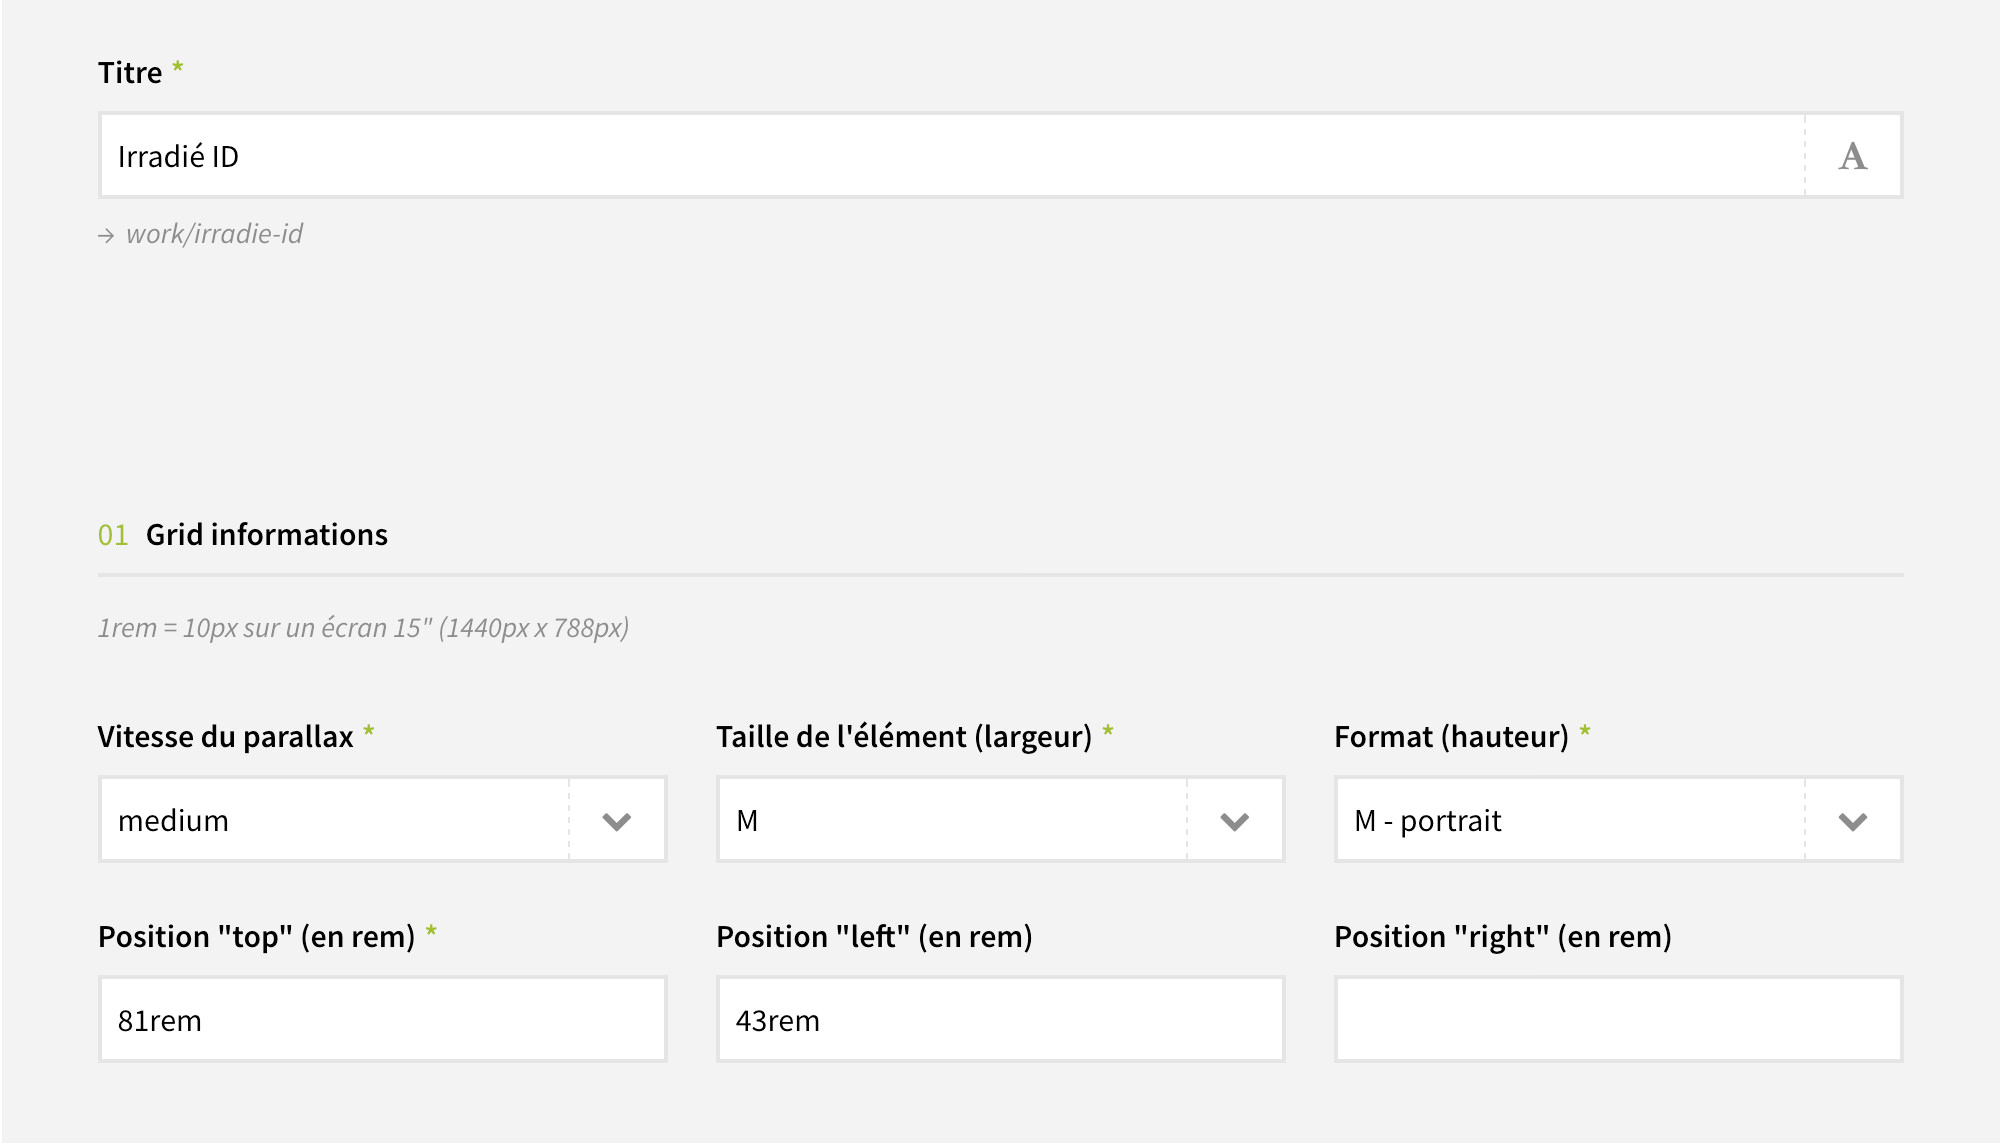 Titre *
Irradié ID
A
→ work/irradie-id
01 Grid informations
1rem = 10px sur un écran 15" (1440px x 788px)
Vitesse du parallax *
Taille de l'élément (largeur) *
Format (hauteur) *
medium
M
M - portrait
Position "top" (en rem) *
Position "left" (en rem)
Position "right" (en rem)
81rem
43rem